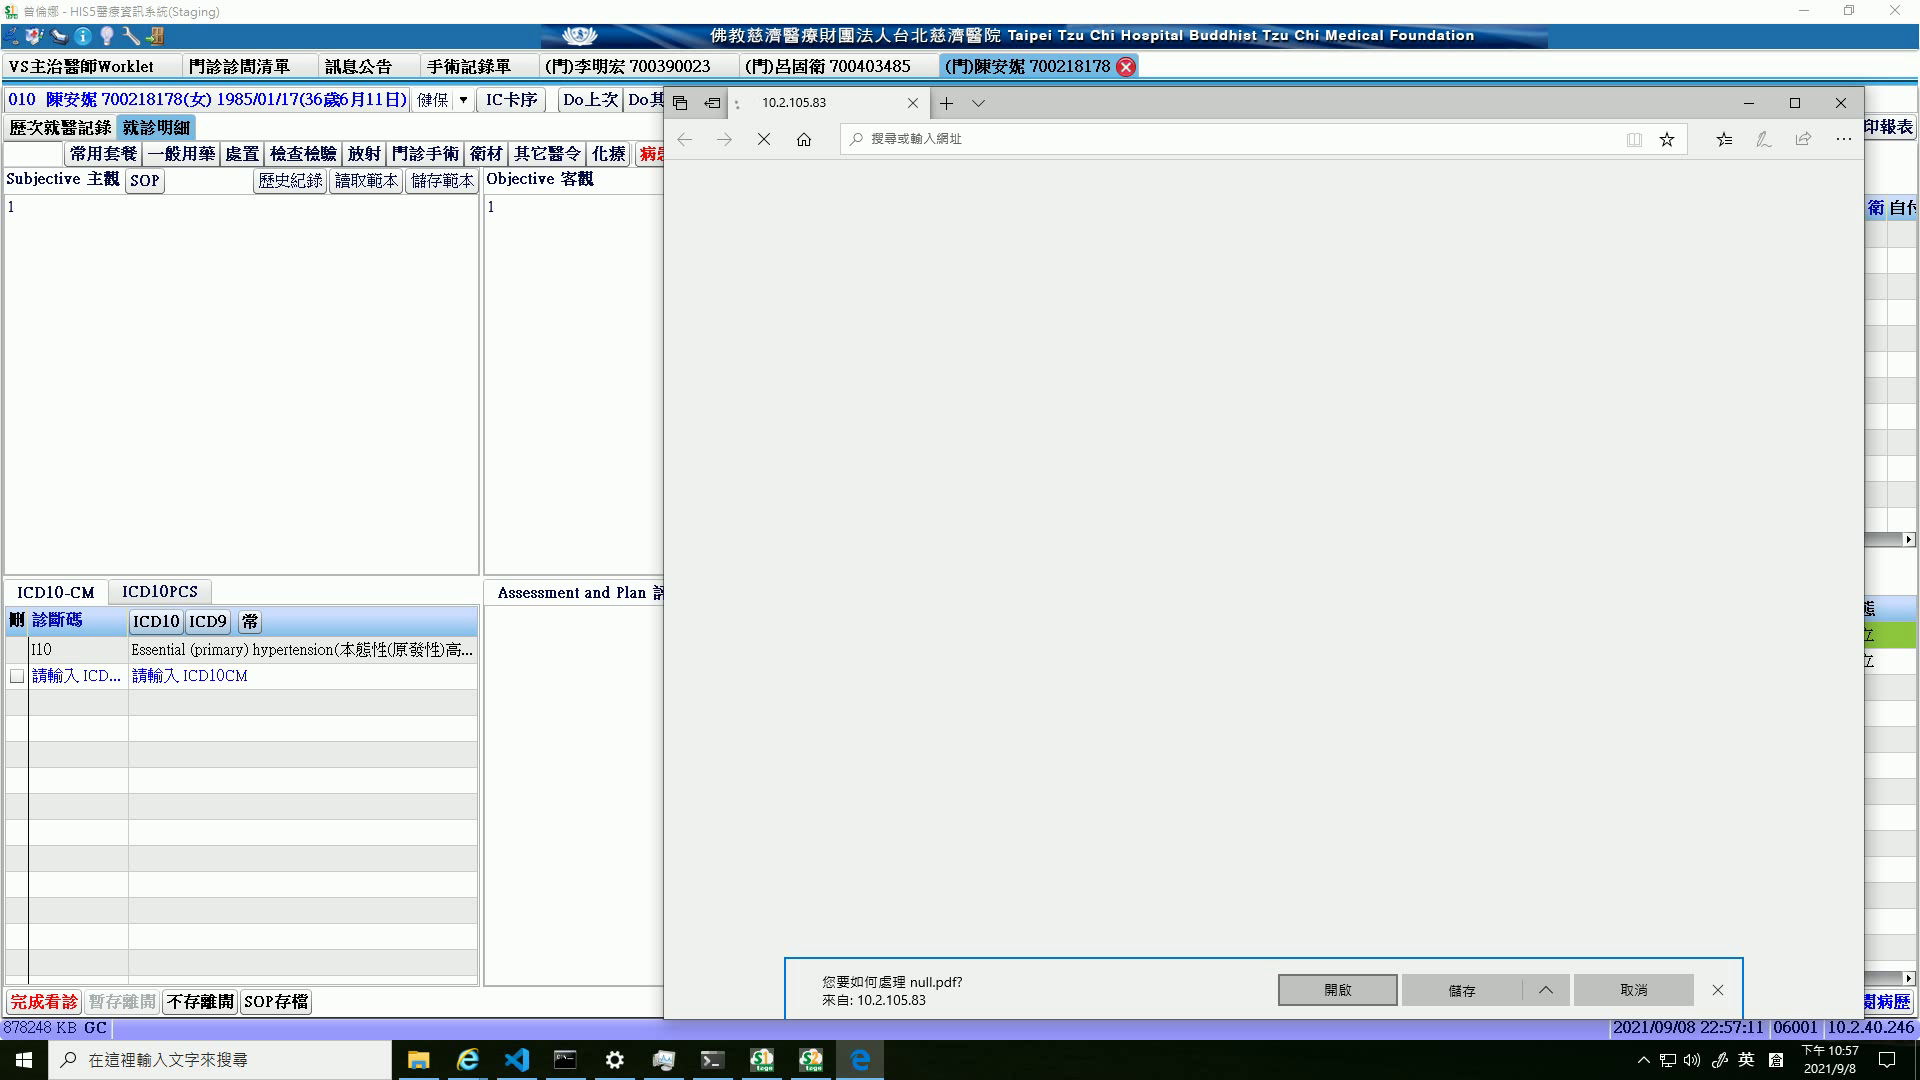 曾倫娜 - HIS5醫療資訊系統(Staging)
佛教慈濟醫療財團法人台北慈濟醫院 Taipei Tzu Chi Hospital Buddhist Tzu Chi Medical Foundation
VS主治醫師Worklet 門診診間清單 訊息公告 手術記錄單 (門)李明宏 700390023 (門)呂固衛 700403485 (門)陳安妮 700218178
010 陳安妮 700218178(女) 1985/01/17(36歲6月11日) 健保 IC卡序 Do上次 Do其
10.2.105.83
歷次就醫記錄 就診明細 印報表
搜尋或輸入網址
常用套餐 一般用藥 處置 檢查檢驗 放射 門診手術 衛材 其它醫令 化療 病患
Subjective 主觀 SOP 歷史紀錄 讀取範本 儲存範本 Objective 客觀
1 1
衛 自付
ICD10-CM ICD10PCS Assessment and Plan 評
刪 診斷碼 ICD10 ICD9 常 態
立
I10 Essential (primary) hypertension(本態性(原發性)高...
立
請輸入 ICD... 請輸入 ICD10CM
您要如何處理 null.pdf?
來自: 10.2.105.83
開啟 儲存 取消
完成看診 暫存離開 不存離開 SOP存檔 閱病歷
878248 KB GC 2021/09/08 22:57:11 06001 10.2.40.246
在這裡輸入文字來搜尋
英 倉
下午 10:57
2021/9/8